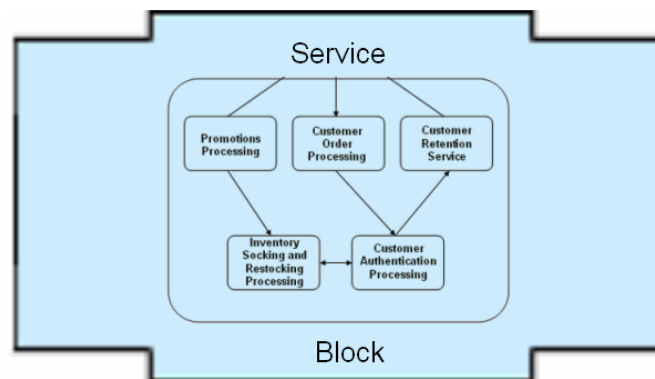 Service
Promotions
Processing
Customer
Order
Processing
Customer
Retention
Service
Inventory
Socking and
Restocking
Processing
Customer
Authentication
Processing
Block